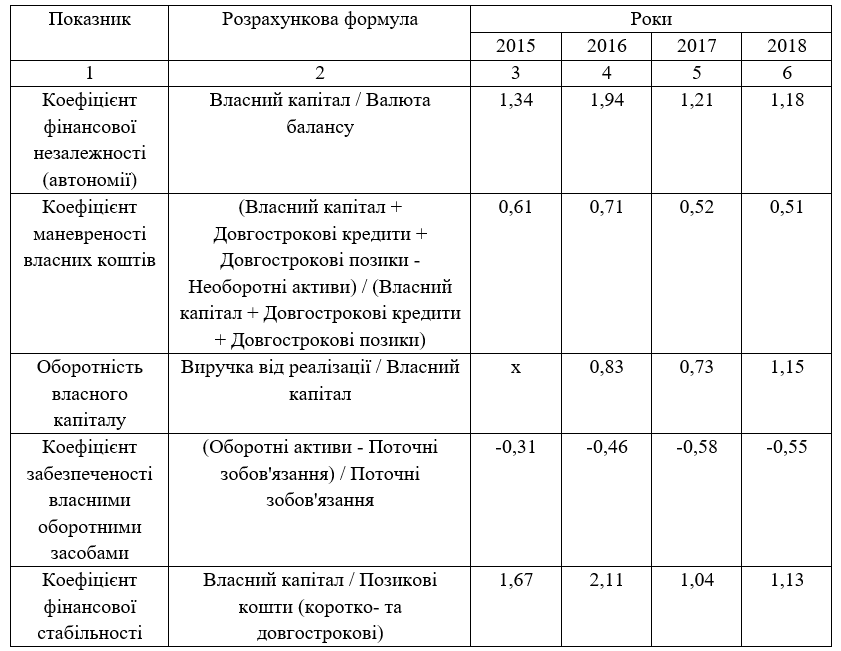 Показник Розрахункова формула Роки
2015 2016 2017 2018
1 2 3 4 5 6
Коефіцієнт фінансової незалежності (автономії)
Власний капітал / Валюта балансу
1,34 1,94 1,21 1,18
Коефіцієнт маневреності власних коштів
(Власний капітал + Довгострокові кредити + Довгострокові позики - Необоротні активи) / (Власний капітал + Довгострокові кредити + Довгострокові позики)
0,61 0,71 0,52 0,51
Оборотність власного капіталу
Виручка від реалізації / Власний капітал
х 0,83 0,73 1,15
Коефіцієнт забезпеченості власними оборотними засобами
(Оборотні активи - Поточні зобов'язання) / Поточні зобов'язання
-0,31 -0,46 -0,58 -0,55
Коефіцієнт фінансової стабільності
Власний капітал / Позикові кошти (коротко- та довгострокові)
1,67 2,11 1,04 1,13